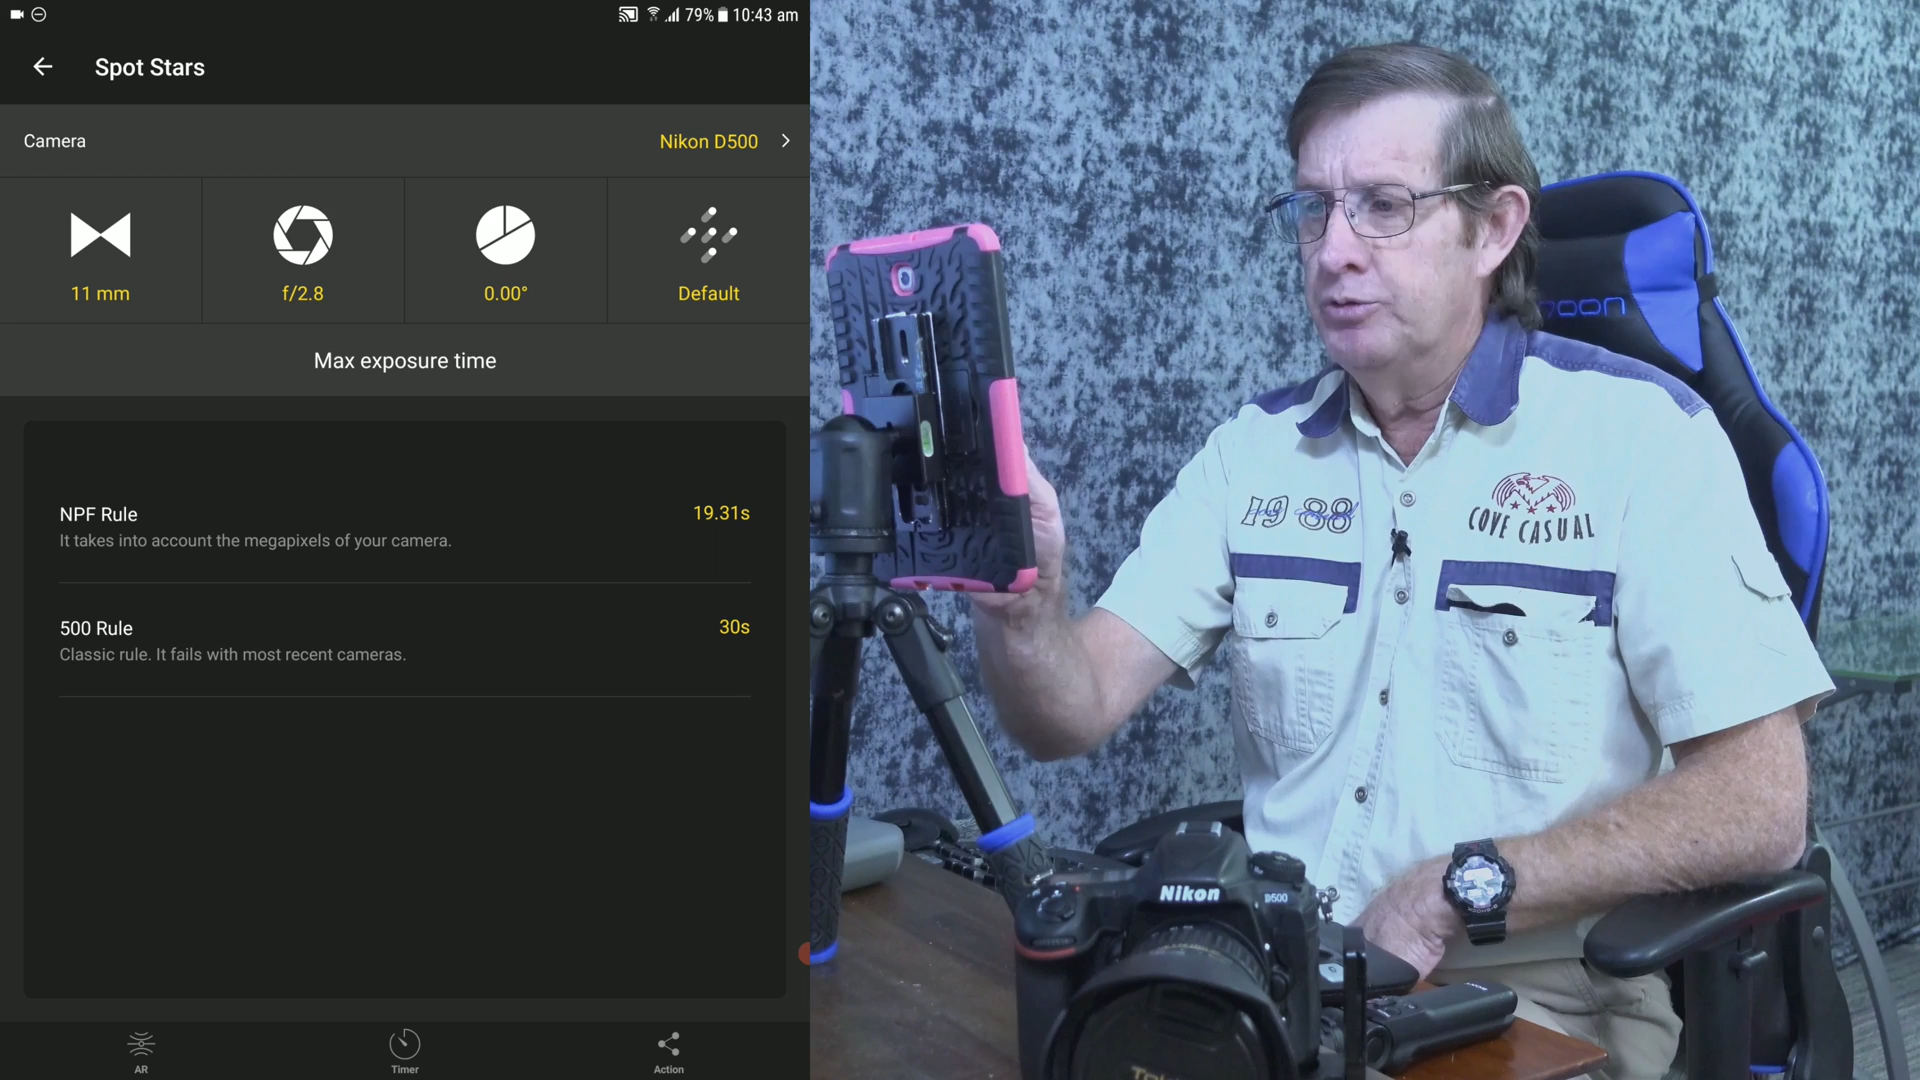 79% 10:43 am
Spot Stars
Camera
Nikon D500
11 mm
f/2.8
0.00°
Default
Max exposure time
NPF Rule
19.31s
It takes into account the megapixels of your camera.
500 Rule
30s
Classic rule. It fails with most recent cameras.
AR
Timer
Action
19 88
COVE CASUAL
Nikon
D500